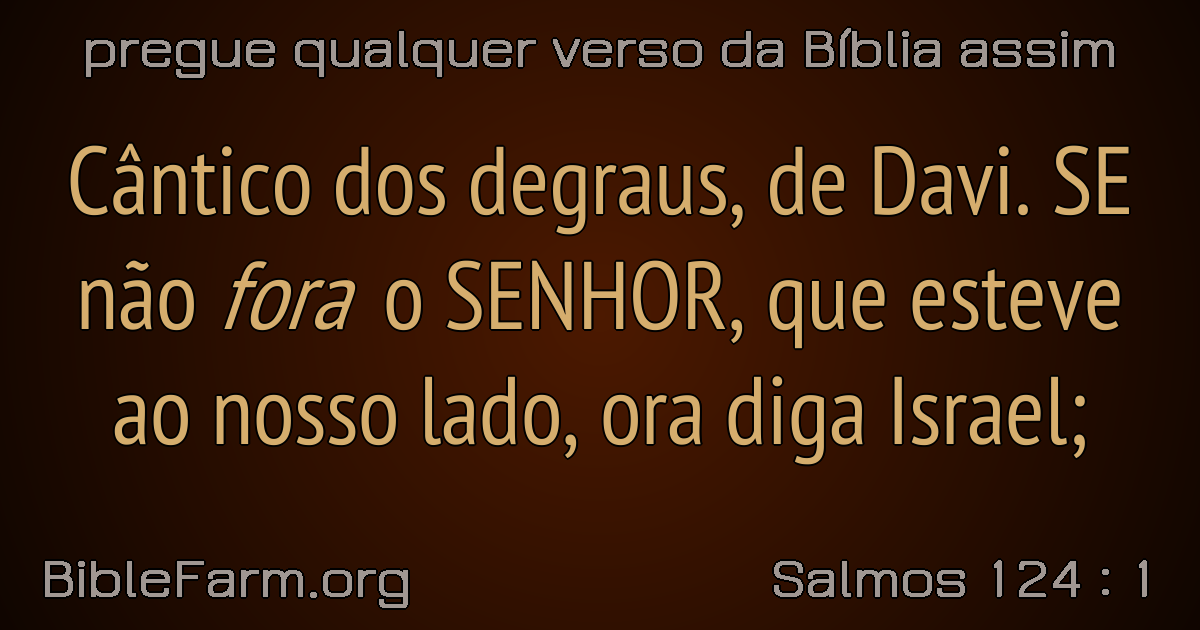 pregue qualquer verso da Bíblia assim
Cântico dos degraus, de Davi. SE
não fora o SENHOR, que esteve
ao nosso lado, ora diga Israel;
BibleFarm.org
Salmos 124 : 1